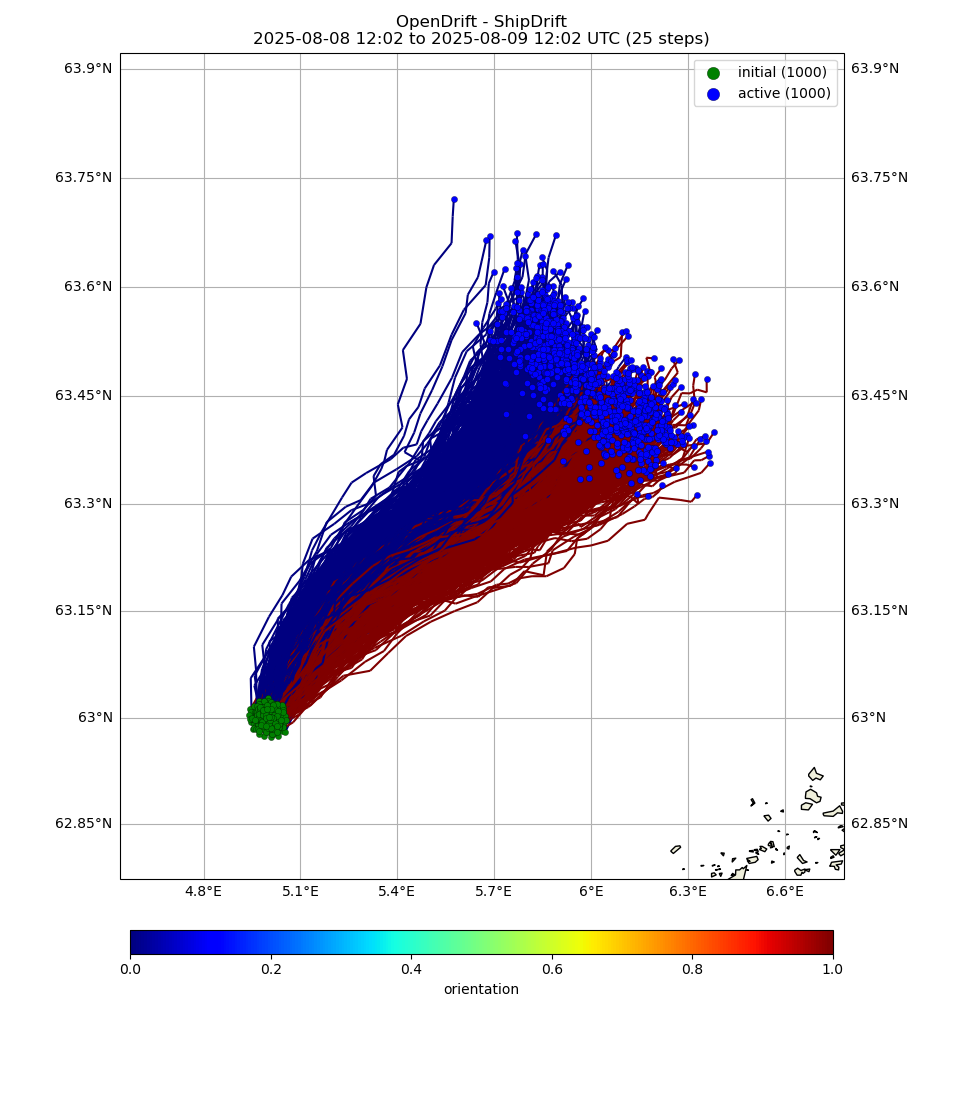 OpenDrift - ShipDrift
2025-08-08 12:02 to 2025-08-09 12:02 UTC (25 steps)
initial (1000)
active (1000)
63.9°N 63.9°N
63.75°N 63.75°N
63.6°N 63.6°N
63.45°N 63.45°N
63.3°N 63.3°N
63.15°N 63.15°N
63°N 63°N
62.85°N 62.85°N
4.8°E 5.1°E 5.4°E 5.7°E 6°E 6.3°E 6.6°E
0.0 0.2 0.4 0.6 0.8 1.0
orientation